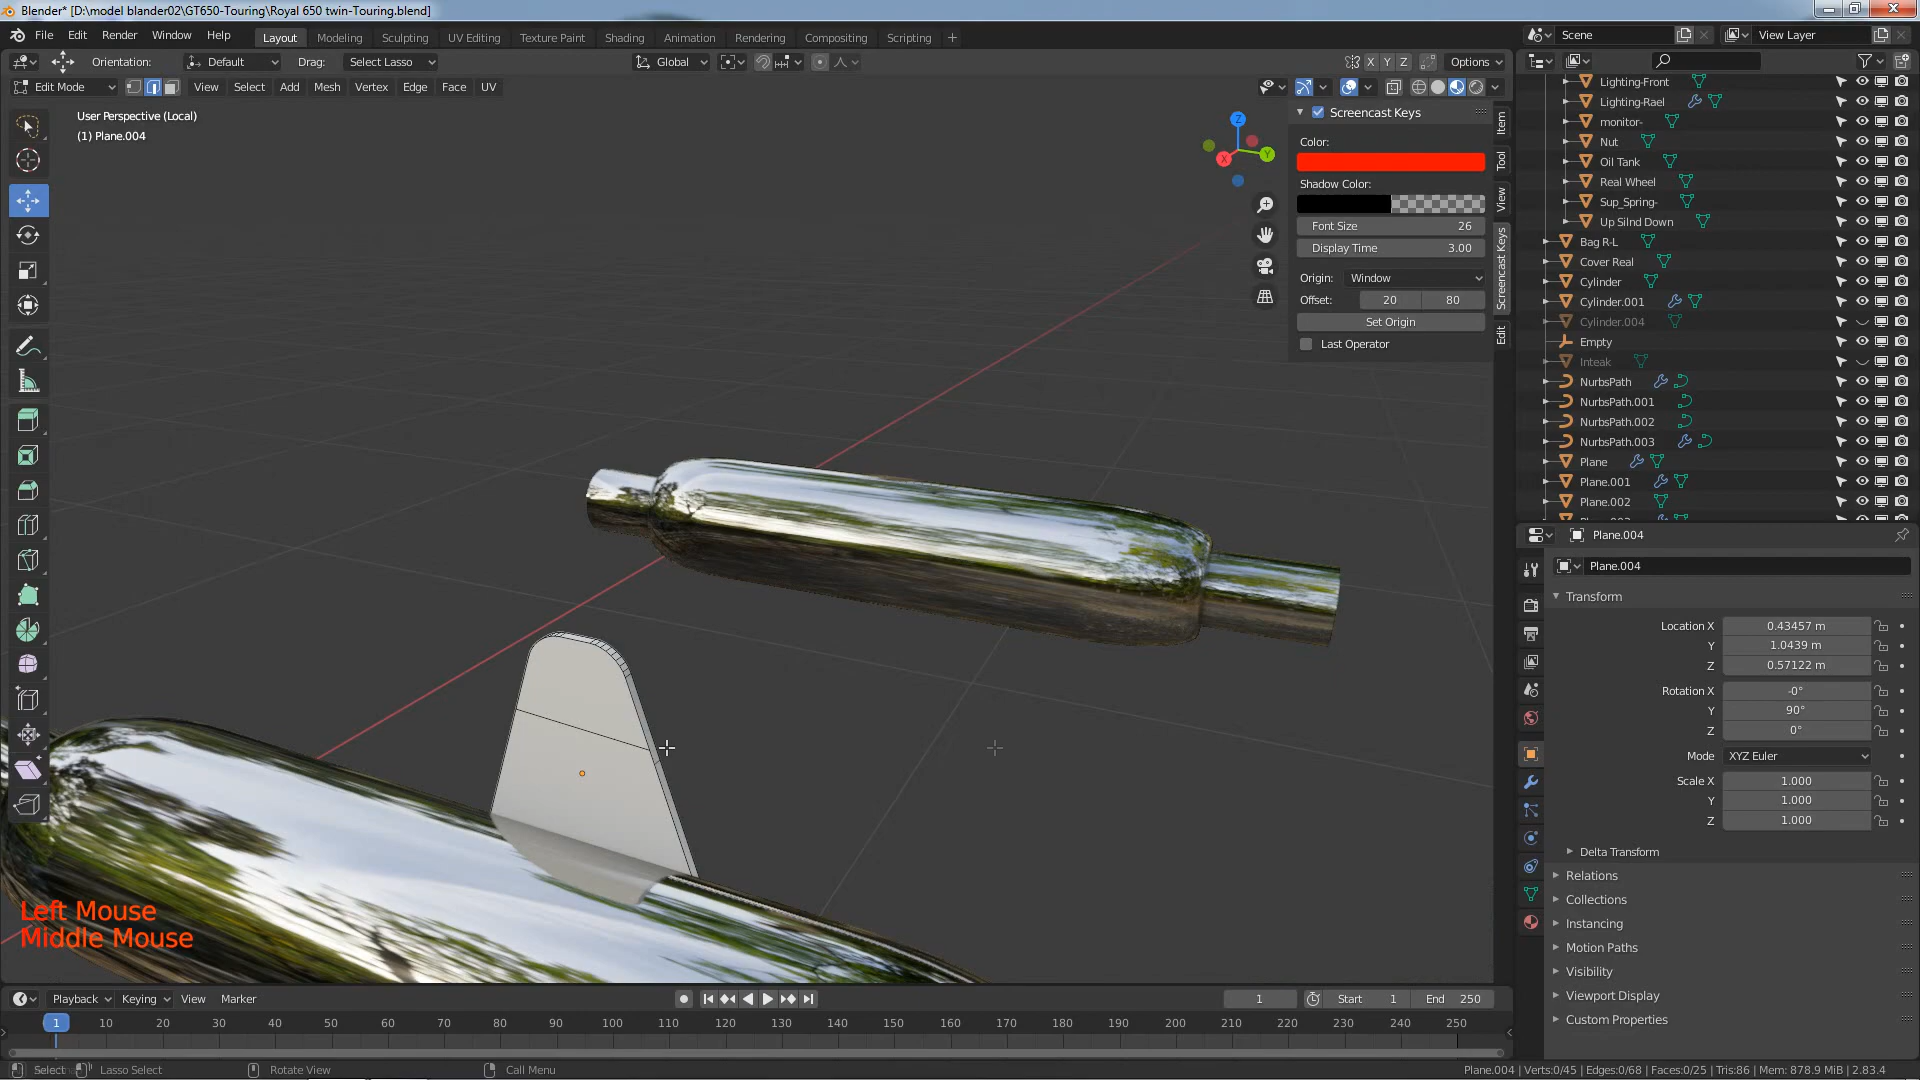 Blender* [D:\model blander02\GT650-Touring\Royal 650 twin-Touring.blend]
File Edit Render Window Help Layout Modeling Sculpting UV Editing Texture Paint Shading Animation Rendering Compositing Scripting + Scene View Layer
Orientation: Default Drag: Select Lasso Global X Y Z Options
Edit Mode View Select Add Mesh Vertex Edge Face UV
User Perspective (Local)
(1) Plane.004
Screencast Keys
Color:
Shadow Color:
Font Size 26
Display Time 3.00
Origin: Window
Offset: 20 80
Set Origin
Last Operator
Item
Tool
View
Screencast Keys
Edit
Z
X
Y
Lighting-Front
Lighting-Rael
monitor-
Nut
Oil Tank
Real Wheel
Sup_Spring-
Up Silnd Down
Bag R-L
Cover Real
Cylinder
Cylinder.001
Cylinder.004
Empty
Inteak
NurbsPath
NurbsPath.001
NurbsPath.002
NurbsPath.003
Plane
Plane.001
Plane.002
Plane.004
Plane.004
Transform
Location X 0.43457 m
Y 1.0439 m
Z 0.57122 m
Rotation X -0°
Y 90°
Z 0°
Mode XYZ Euler
Scale X 1.000
Y 1.000
Z 1.000
Delta Transform
Relations
Collections
Instancing
Motion Paths
Visibility
Viewport Display
Custom Properties
Left Mouse
Middle Mouse
Playback Keying View Marker 1 Start 1 End 250
1 10 20 30 40 50 60 70 80 90 100 110 120 130 140 150 160 170 180 190 200 210 220 230 240 250
Select Lasso Select Rotate View Call Menu Plane.004 | Verts:0/45 | Edges:0/68 | Faces:0/25 | Tris:86 | Mem: 878.9 MiB | 2.83.4